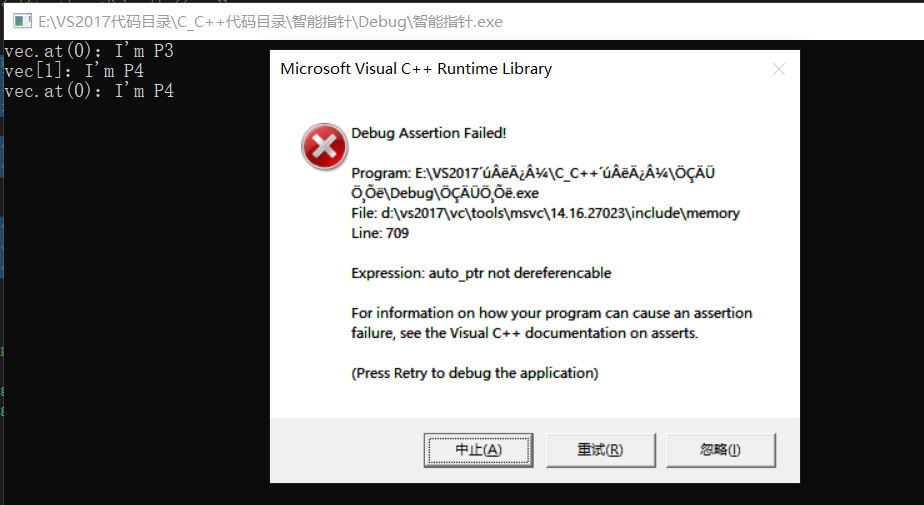 E:\VS2017代码目录\C_C++代码目录\智能指针\Debug\智能指针.exe
vec.at(0): I'm P3
vec[1]: I'm P4
vec.at(0): I'm P4
Microsoft Visual C++ Runtime Library
Debug Assertion Failed!
Program: E:\VS2017´úÂëÄ¿Â¼\C_C++´úÂëÄ¿Â¼\ÖÇÄÜ
Ö¸Õë\Debug\ÖÇÄÜÖ¸Õë.exe
File: d:\vs2017\vc\tools\msvc\14.16.27023\include\memory
Line: 709
Expression: auto_ptr not dereferencable
For information on how your program can cause an assertion
failure, see the Visual C++ documentation on asserts.
(Press Retry to debug the application)
中止(A)
重试(R)
忽略(I)